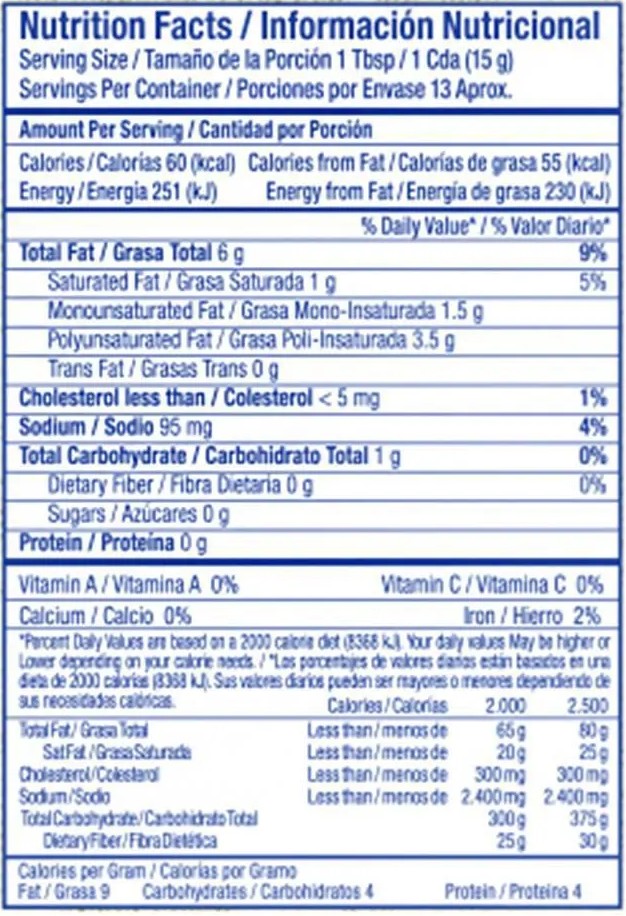 Nutrition Facts / Información Nutricional
Serving Size / Tamaño de la Porción 1 Tbsp / 1 Cda (15 g)
Servings Per Container / Porciones por Envase 13 Aprox.
Amount Per Serving / Cantidad por Porción
Calories / Calorías 60 (kcal) Calories from Fat / Calorías de grasa 55 (kcal)
Energy / Energía 251 (kJ) Energy from Fat / Energía de grasa 230 (kJ)
% Daily Value* / % Valor Diario*
Total Fat / Grasa Total 6 g 9%
Saturated Fat / Grasa Saturada 1 g 5%
Monounsaturated Fat / Grasa Mono-Insaturada 1.5 g
Polyunsaturated Fat / Grasa Poli-Insaturada 3.5 g
Trans Fat / Grasas Trans 0 g
Cholesterol less than / Colesterol < 5 mg 1%
Sodium / Sodio 95 mg 4%
Total Carbohydrate / Carbohidrato Total 1 g 0%
Dietary Fiber / Fibra Dietaria 0 g 0%
Sugars / Azúcares 0 g
Protein / Proteína 0 g
Vitamin A / Vitamina A 0% Vitamin C / Vitamina C 0%
Calcium / Calcio 0% Iron / Hierro 2%
*Percent Daily Values are based on a 2000 calorie diet (8368 kJ). Your daily values May be higher or
Lower depending on your calorie needs. / *Los porcentajes de valores diarios están basados en una
dieta de 2000 calorías (8368 kJ). Sus valores diarios pueden ser mayores o menores dependiendo de
sus necesidades calóricas.
Calories / Calorías 2.000 2.500
Total Fat / Grasa Total Less than / menos de 65 g 80 g
Sat Fat / Grasa Saturada Less than / menos de 20 g 25 g
Cholesterol/Colesterol Less than / menos de 300 mg 300 mg
Sodium / Sodio Less than / menos de 2.400 mg 2.400 mg
Total Carbohydrate / Carbohidrato Total 300 g 375 g
Dietary Fiber / Fibra Dietética 25 g 30 g
Calories per Gram / Calorías por Gramo
Fat / Grasa 9 Carbohydrates / Carbohidratos 4 Protein / Proteína 4